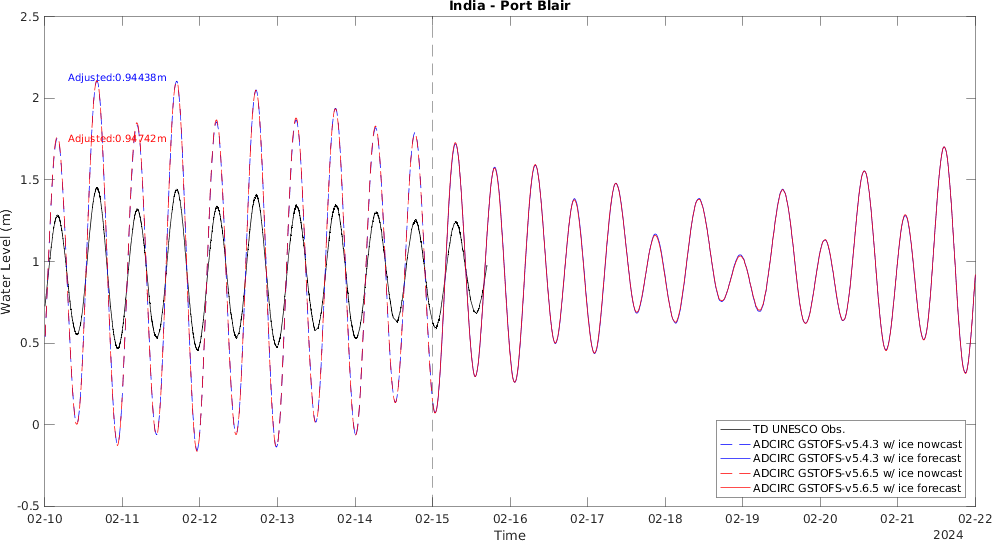 India - Port Blair
2.5
2
1.5
1
0.5
0
-0.5
Water Level (m)
Adjusted:0.94438m
Adjusted:0.94742m
TD UNESCO Obs.
ADCIRC GSTOFS-v5.4.3 w/ ice nowcast
ADCIRC GSTOFS-v5.4.3 w/ ice forecast
ADCIRC GSTOFS-v5.6.5 w/ ice nowcast
ADCIRC GSTOFS-v5.6.5 w/ ice forecast
02-10 02-11 02-12 02-13 02-14 02-15 02-16 02-17 02-18 02-19 02-20 02-21 02-22
Time
2024